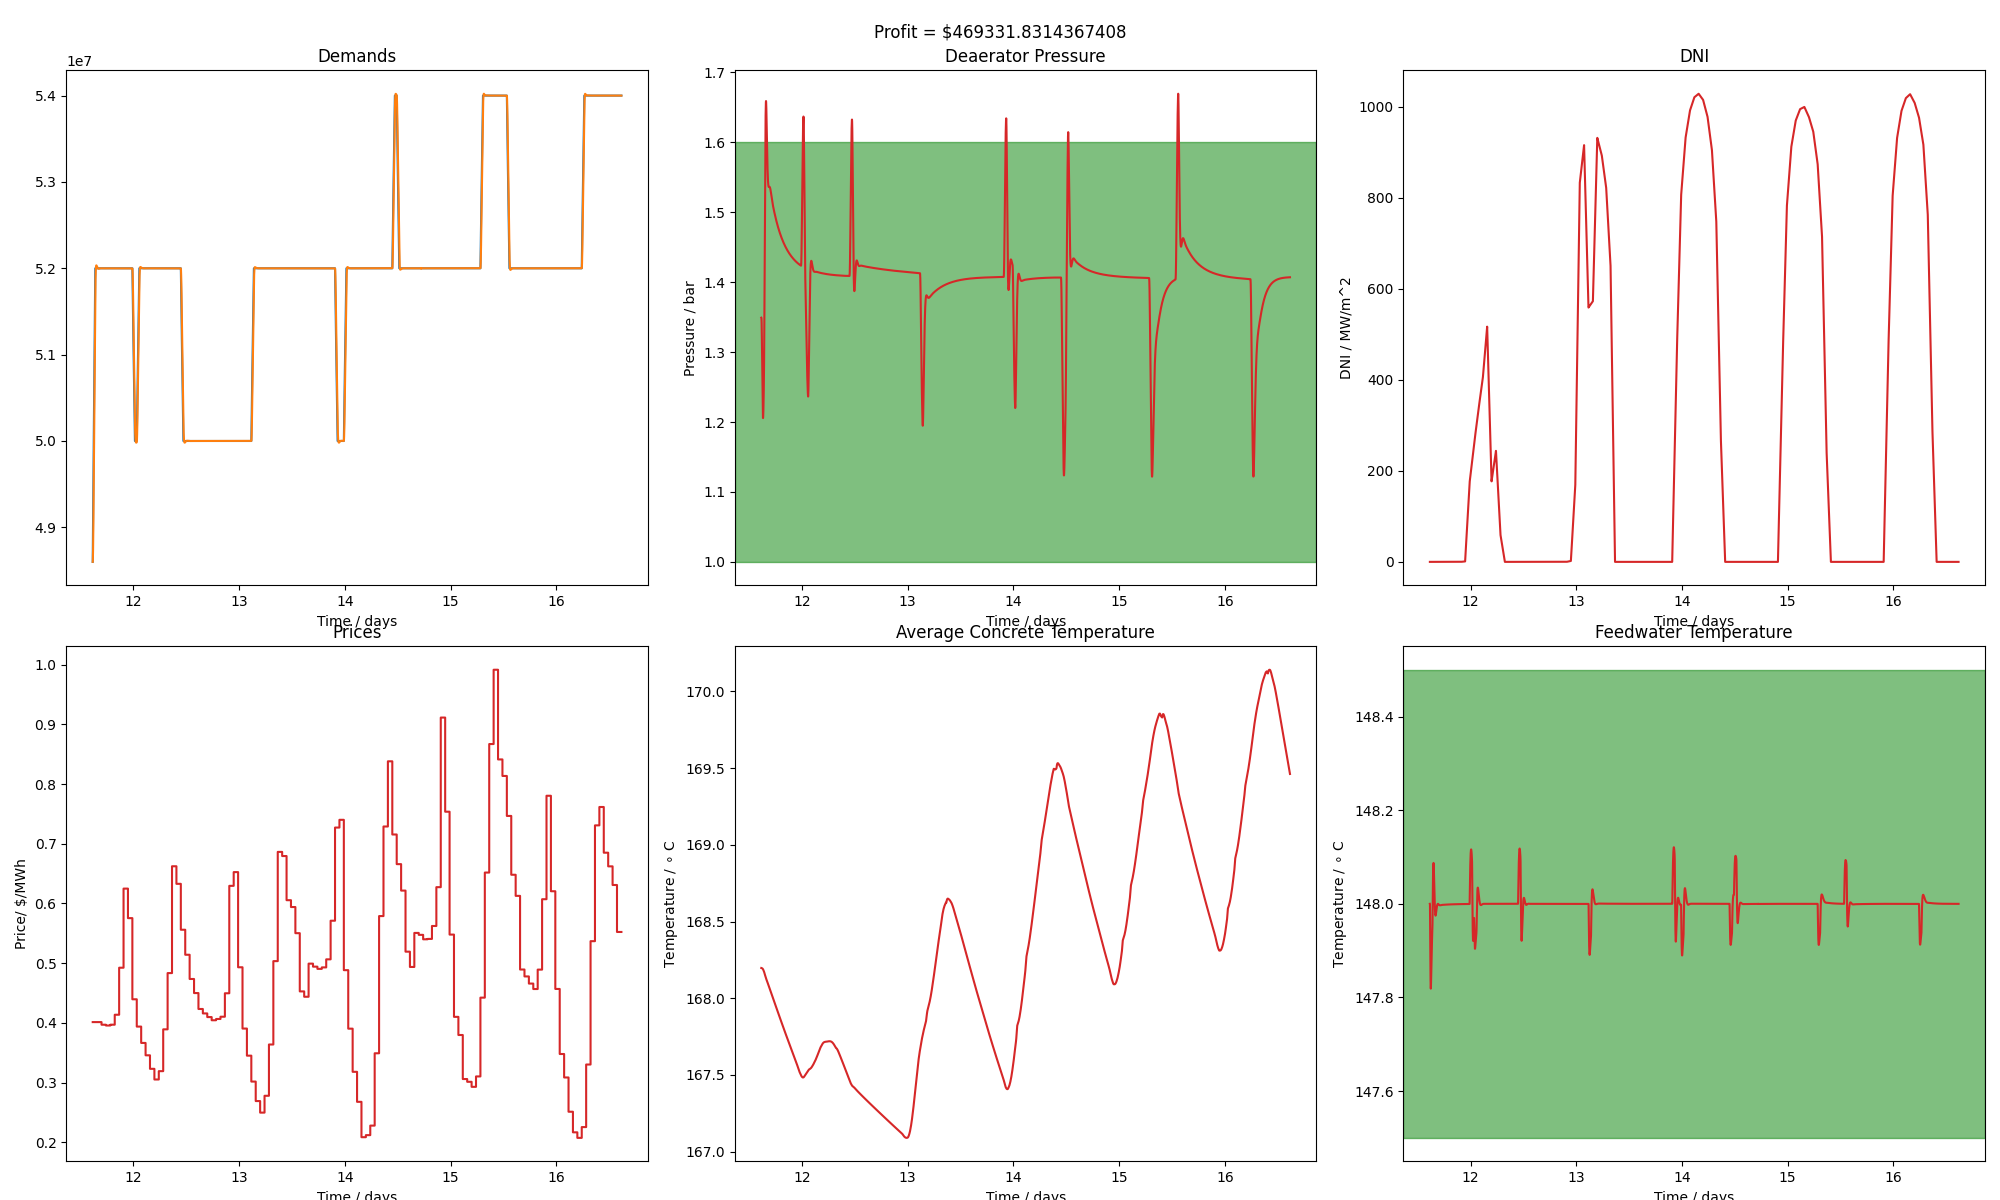 Profit = $469331.8314367408
Demands
1e7
5.4
5.3
5.2
5.1
5.0
4.9
12 13 14 15 16
Time / days
Deaerator Pressure
Pressure / bar
1.7
1.6
1.5
1.4
1.3
1.2
1.1
1.0
12 13 14 15 16
Time / days
DNI
DNI / MW/m^2
1000
800
600
400
200
0
12 13 14 15 16
Time / days
Prices
Price/ $/MWh
1.0
0.9
0.8
0.7
0.6
0.5
0.4
0.3
0.2
12 13 14 15 16
Time / days
Average Concrete Temperature
Temperature / ∘ C
170.0
169.5
169.0
168.5
168.0
167.5
167.0
12 13 14 15 16
Time / days
Feedwater Temperature
Temperature / ∘ C
148.4
148.2
148.0
147.8
147.6
12 13 14 15 16
Time / days